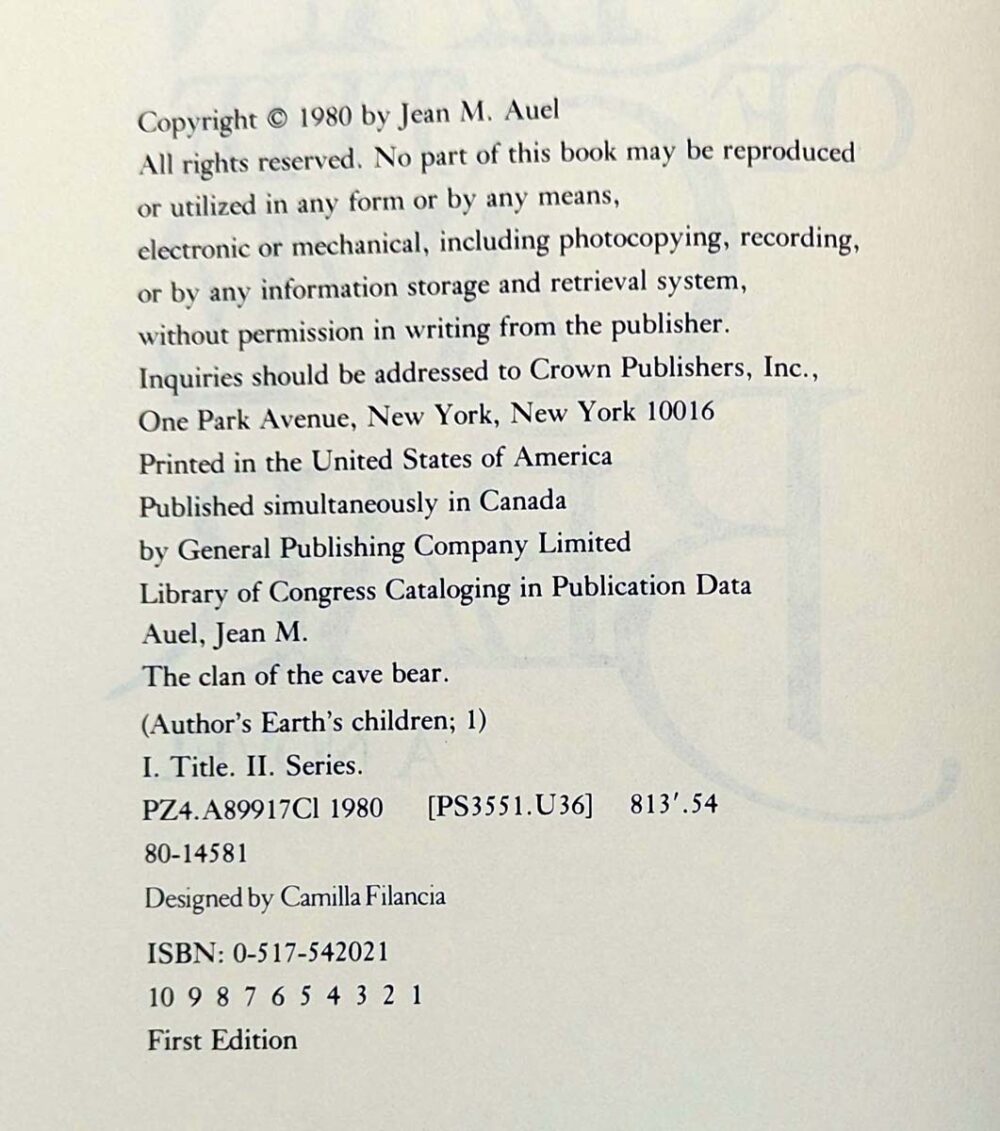 Copyright © 1980 by Jean M. Auel
All rights reserved. No part of this book may be reproduced
or utilized in any form or by any means,
electronic or mechanical, including photocopying, recording,
or by any information storage and retrieval system,
without permission in writing from the publisher.
Inquiries should be addressed to Crown Publishers, Inc.,
One Park Avenue, New York, New York 10016
Printed in the United States of America
Published simultaneously in Canada
by General Publishing Company Limited
Library of Congress Cataloging in Publication Data
Auel, Jean M.
The clan of the cave bear.
(Author's Earth's children; 1)
I. Title. II. Series.
PZ4.A89917Cl 1980 [PS3551.U36] 813′.54
80-14581
Designed by Camilla Filancia
ISBN: 0-517-542021
10 9 8 7 6 5 4 3 2 1
First Edition